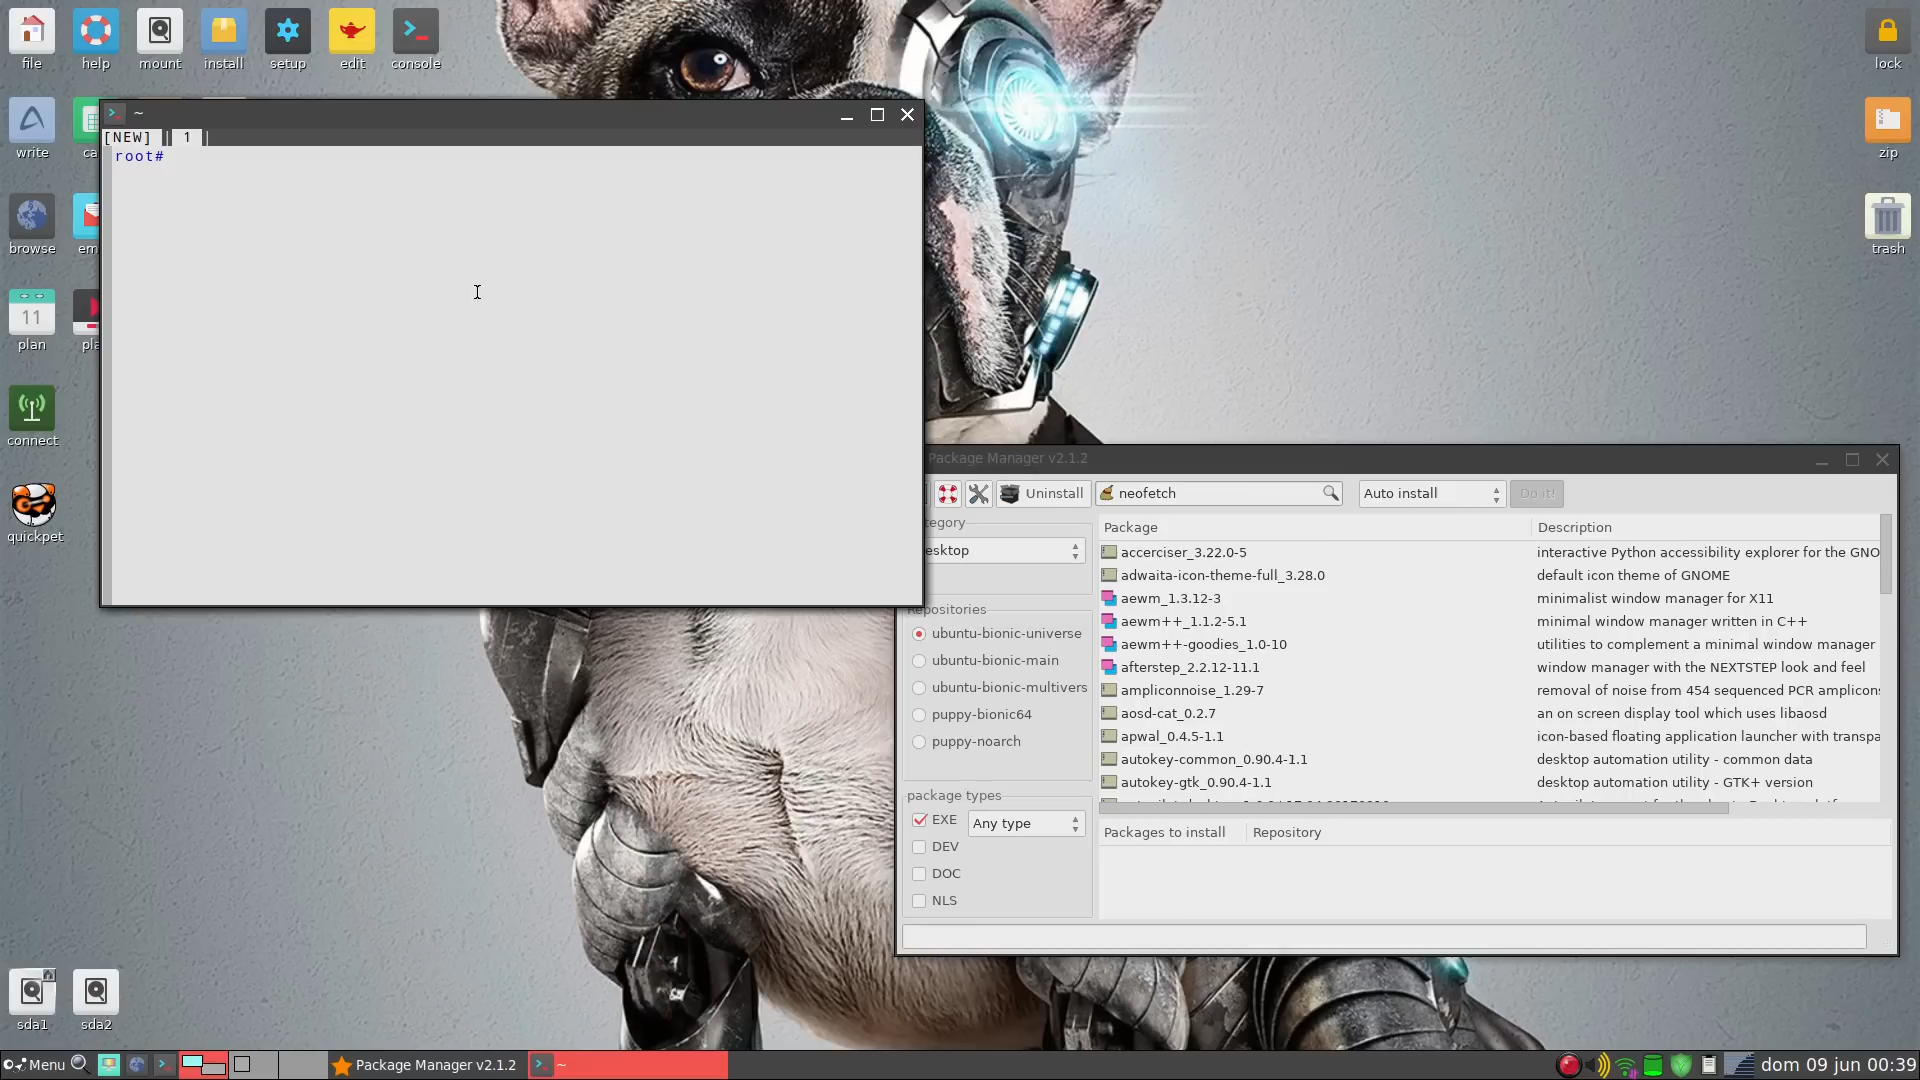 file
help
mount
install
setup
edit
console
lock
write
zip
browse
trash
11
plan
connect
quickpet
~
[NEW] | 1 |
root#
Package Manager v2.1.2
Uninstall
neofetch
Auto install
Do it!
Package
Description
accerciser_3.22.0-5
interactive Python accessibility explorer for the GNO
adwaita-icon-theme-full_3.28.0
default icon theme of GNOME
aewm_1.3.12-3
minimalist window manager for X11
aewm++_1.1.2-5.1
minimal window manager written in C++
aewm++-goodies_1.0-10
utilities to complement a minimal window manager
afterstep_2.2.12-11.1
window manager with the NEXTSTEP look and feel
ampliconnoise_1.29-7
removal of noise from 454 sequenced PCR amplicons
aosd-cat_0.2.7
an on screen display tool which uses libaosd
apwal_0.4.5-1.1
icon-based floating application launcher with transpa
autokey-common_0.90.4-1.1
desktop automation utility - common data
autokey-gtk_0.90.4-1.1
desktop automation utility - GTK+ version
tegory
esktop
Repositories
ubuntu-bionic-universe
ubuntu-bionic-main
ubuntu-bionic-multivers
puppy-bionic64
puppy-noarch
package types
EXE
Any type
DEV
DOC
NLS
Packages to install
Repository
sda1
sda2
Menu
Package Manager v2.1.2
~
dom 09 jun 00:39